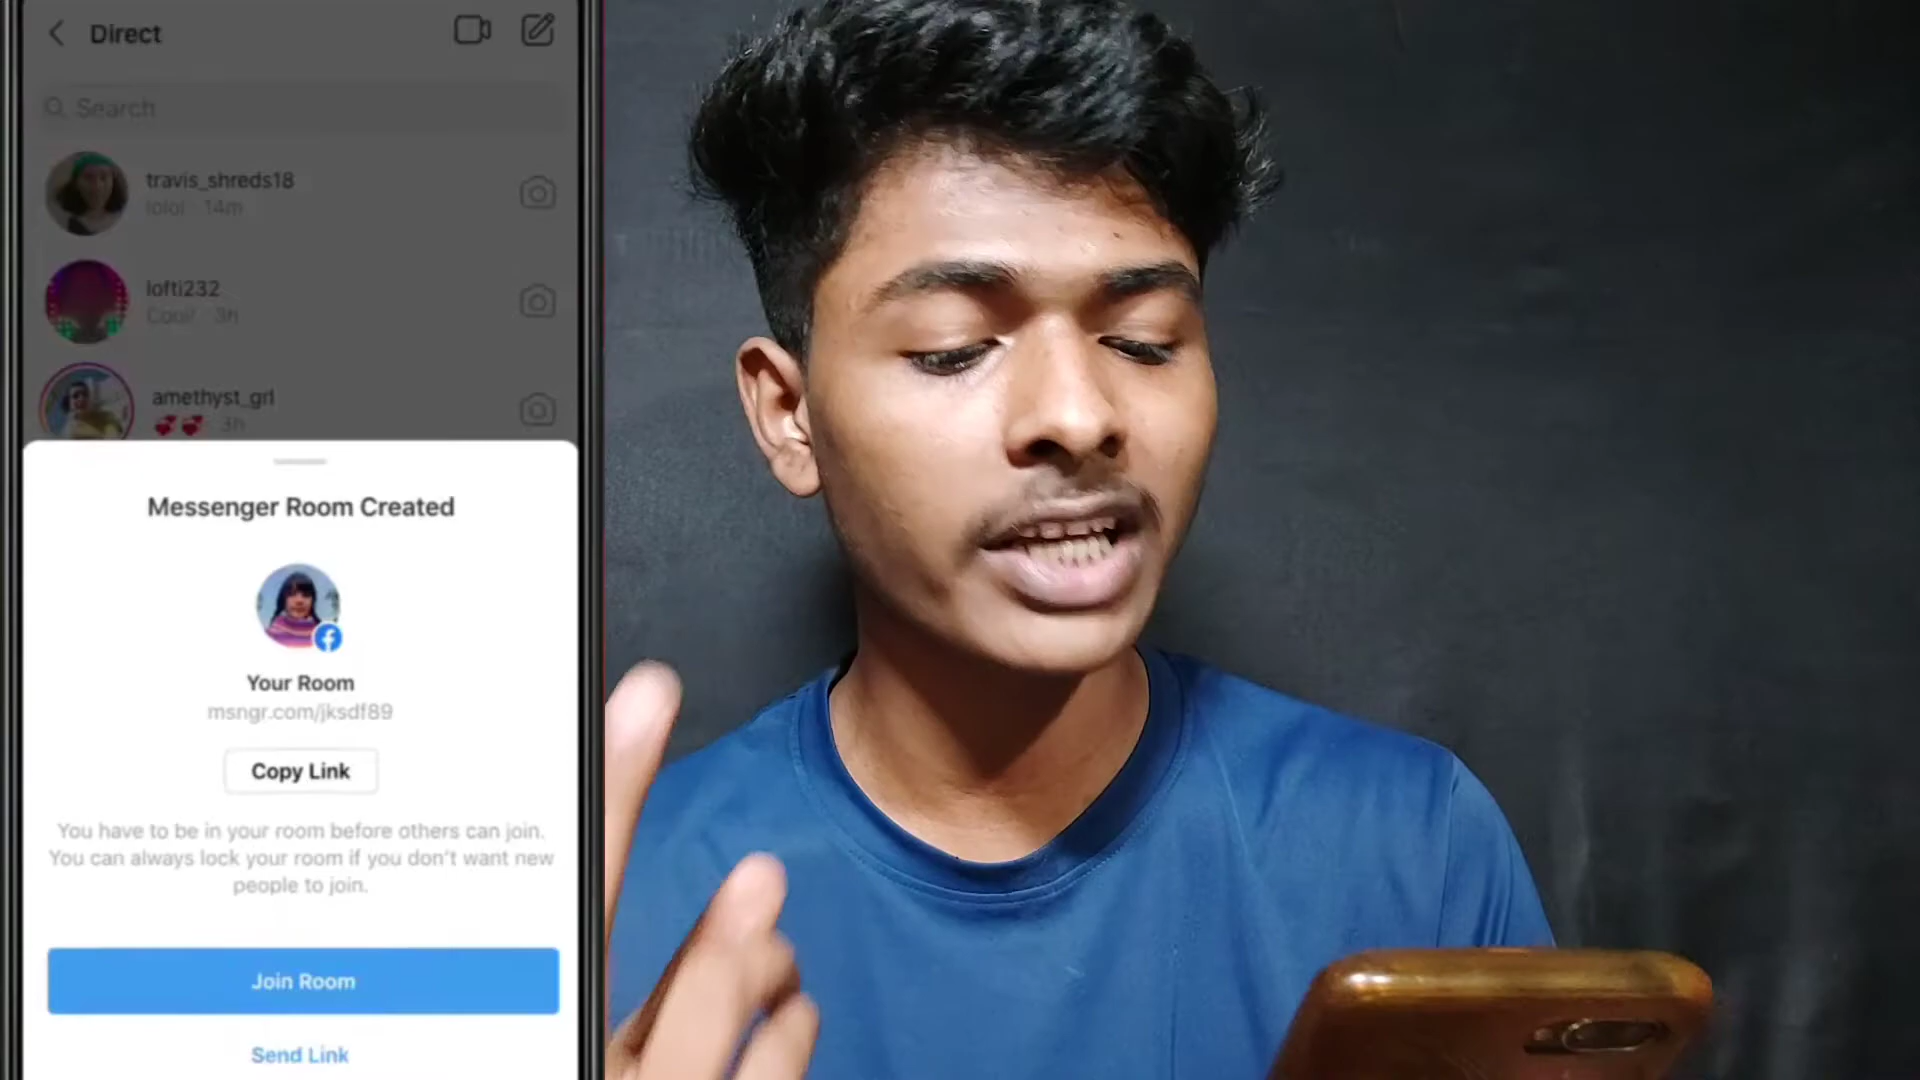 Direct
Search
travis_shreds18
lolol · 14m
lofti232
Cool! · 3h
amethyst_grl
3h
Messenger Room Created
Your Room
msngr.com/jksdf89
Copy Link
You have to be in your room before others can join.
You can always lock your room if you don't want new
people to join.
Join Room
Send Link